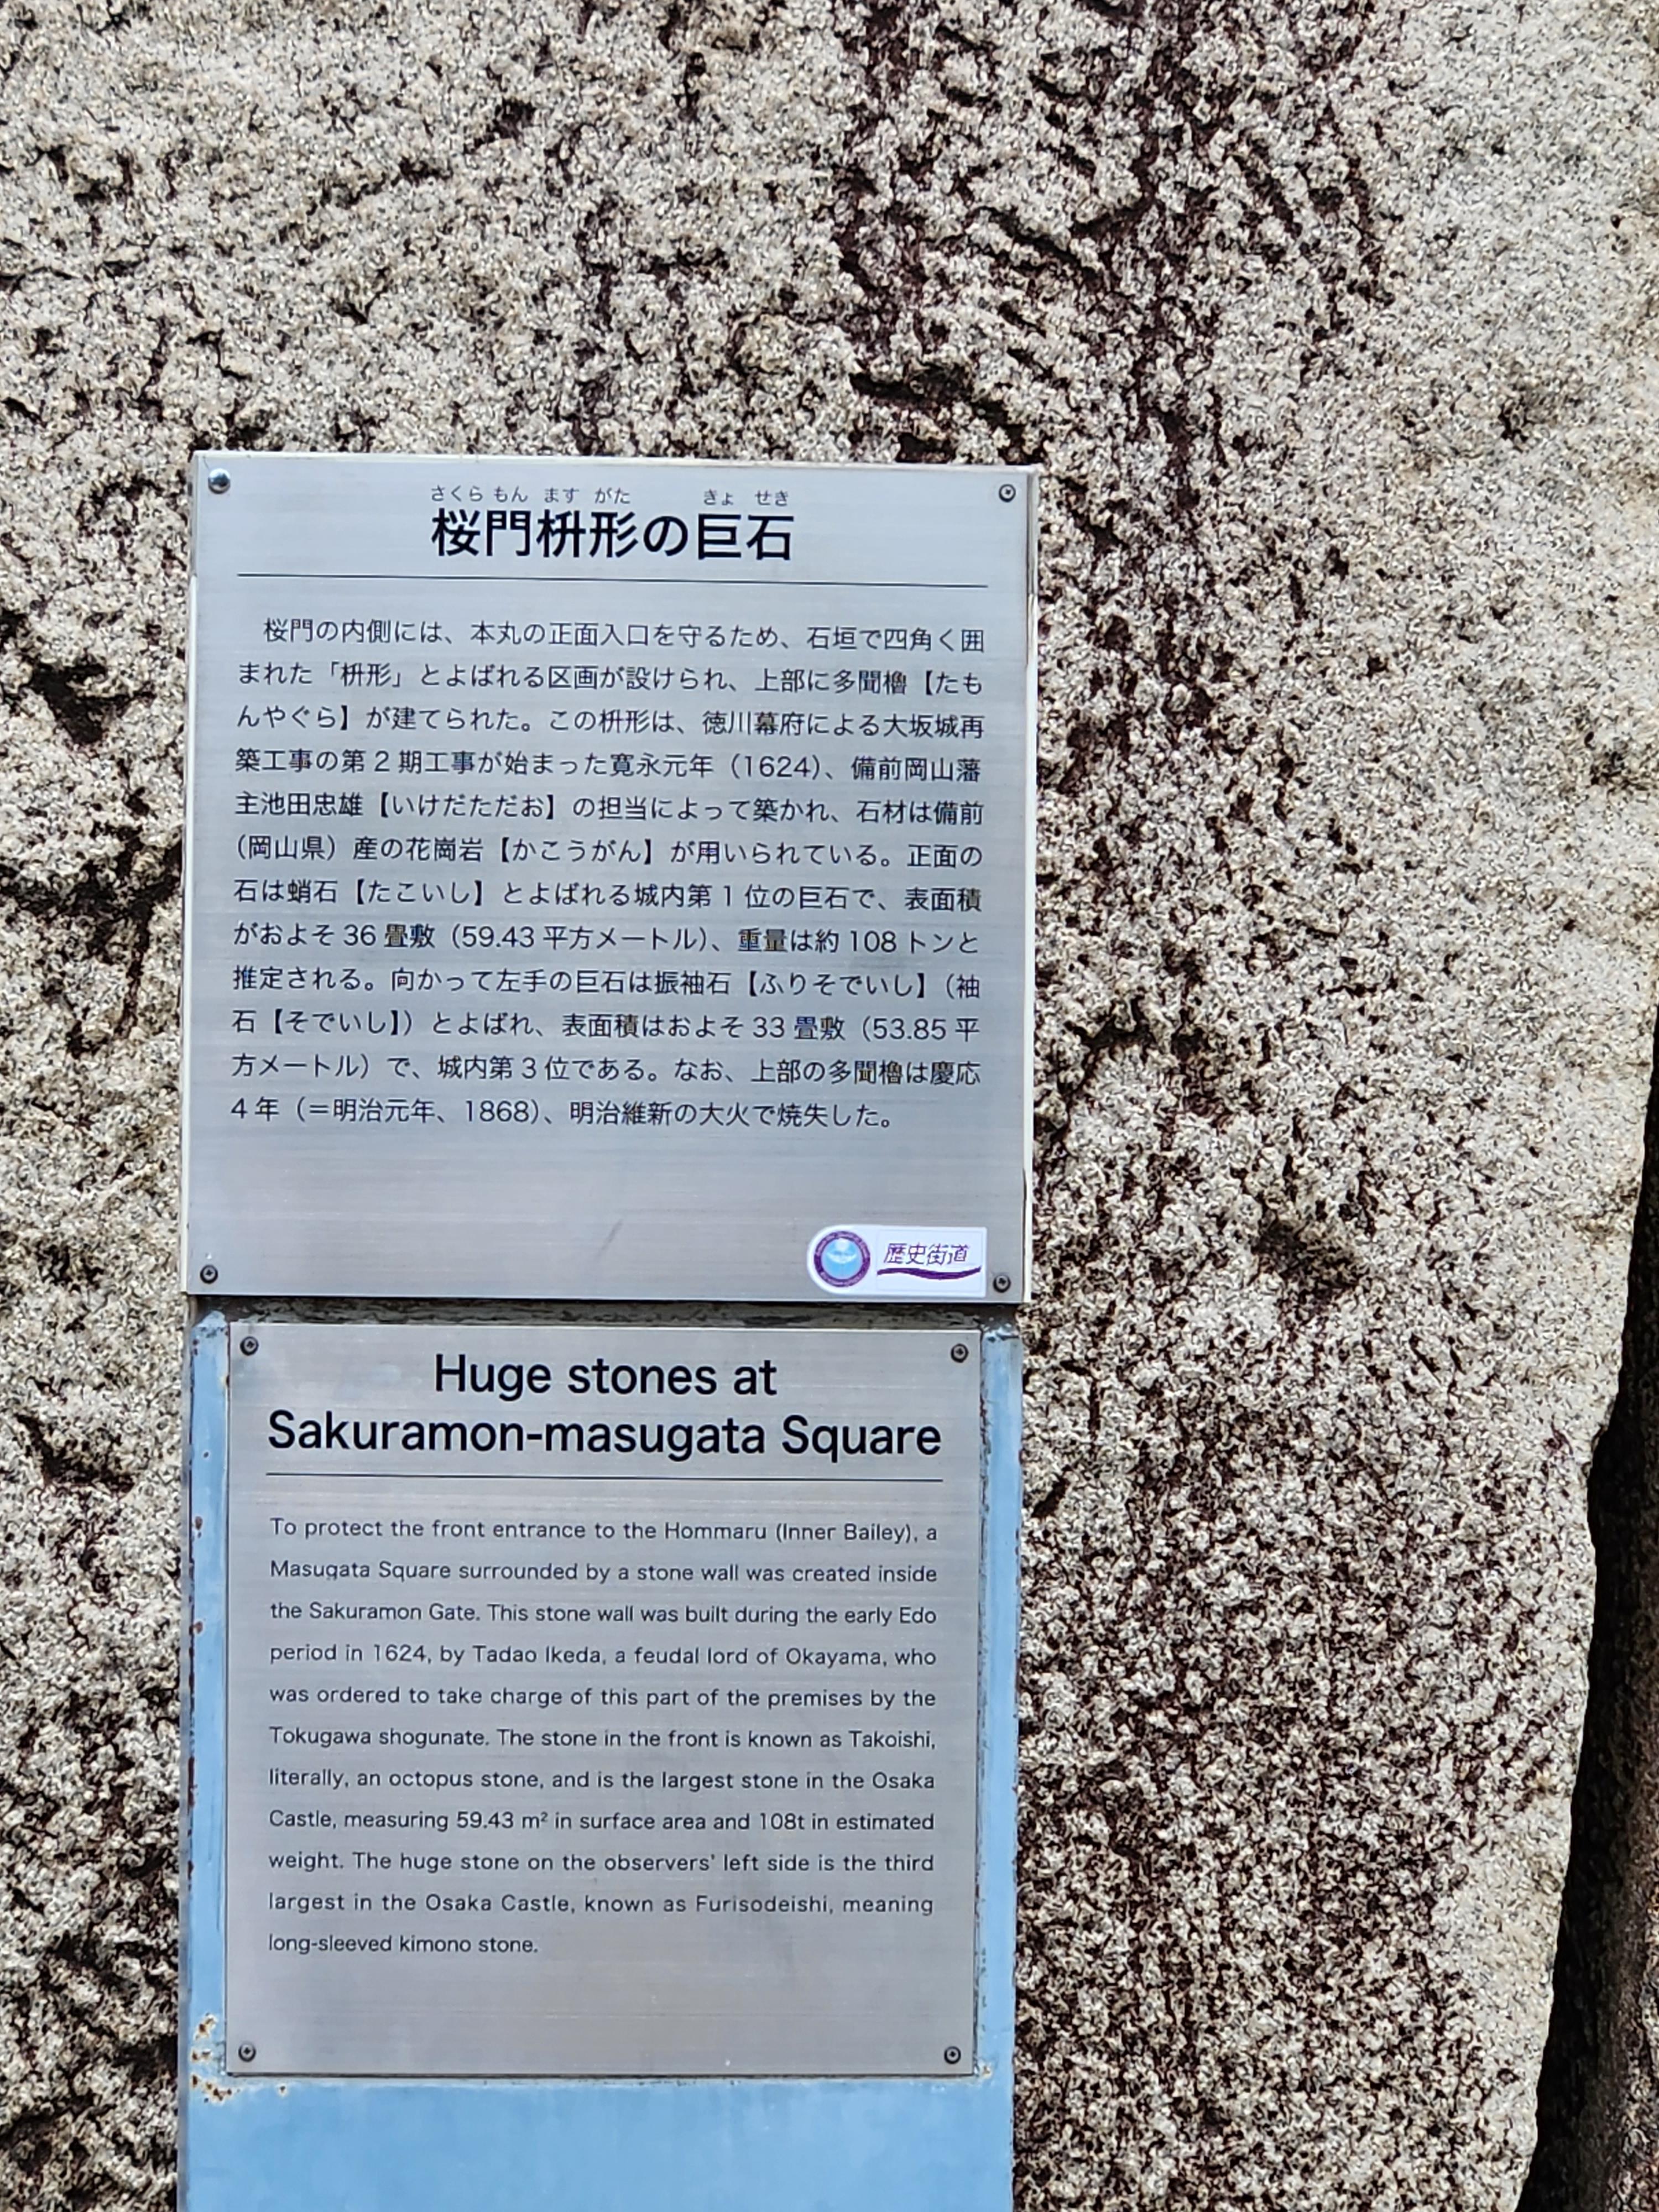 さくら もん ます がた きょ せき
桜門枡形の巨石
桜門の内側には、本丸の正面入口を守るため、石垣で四角く囲
まれた「枡形」とよばれる区画が設けられ、上部に多聞櫓【たも
んやぐら】が建てられた。この枡形は、徳川幕府による大坂城再
築工事の第2期工事が始まった寛永元年（1624）、備前岡山藩
主池田忠雄【いけだただお】の担当によって築かれ、石材は備前
（岡山県）産の花崗岩【かこうがん】が用いられている。正面の
石は蛸石【たこいし】とよばれる城内第1位の巨石で、表面積
がおよそ36畳敷（59.43平方メートル）、重量は約108トンと
推定される。向かって左手の巨石は振袖石【ふりそでいし】（袖
石【そでいし】）とよばれ、表面積はおよそ33畳敷（53.85平
方メートル）で、城内第3位である。なお、上部の多聞櫓は慶応
4年（＝明治元年、1868）、明治維新の大火で焼失した。
歴史街道
Huge stones at
Sakuramon-masugata Square
To protect the front entrance to the Hommaru (Inner Bailey), a
Masugata Square surrounded by a stone wall was created inside
the Sakuramon Gate. This stone wall was built during the early Edo
period in 1624, by Tadao Ikeda, a feudal lord of Okayama, who
was ordered to take charge of this part of the premises by the
Tokugawa shogunate. The stone in the front is known as Takoishi,
literally, an octopus stone, and is the largest stone in the Osaka
Castle, measuring 59.43 m² in surface area and 108t in estimated
weight. The huge stone on the observers' left side is the third
largest in the Osaka Castle, known as Furisodeishi, meaning
long-sleeved kimono stone.